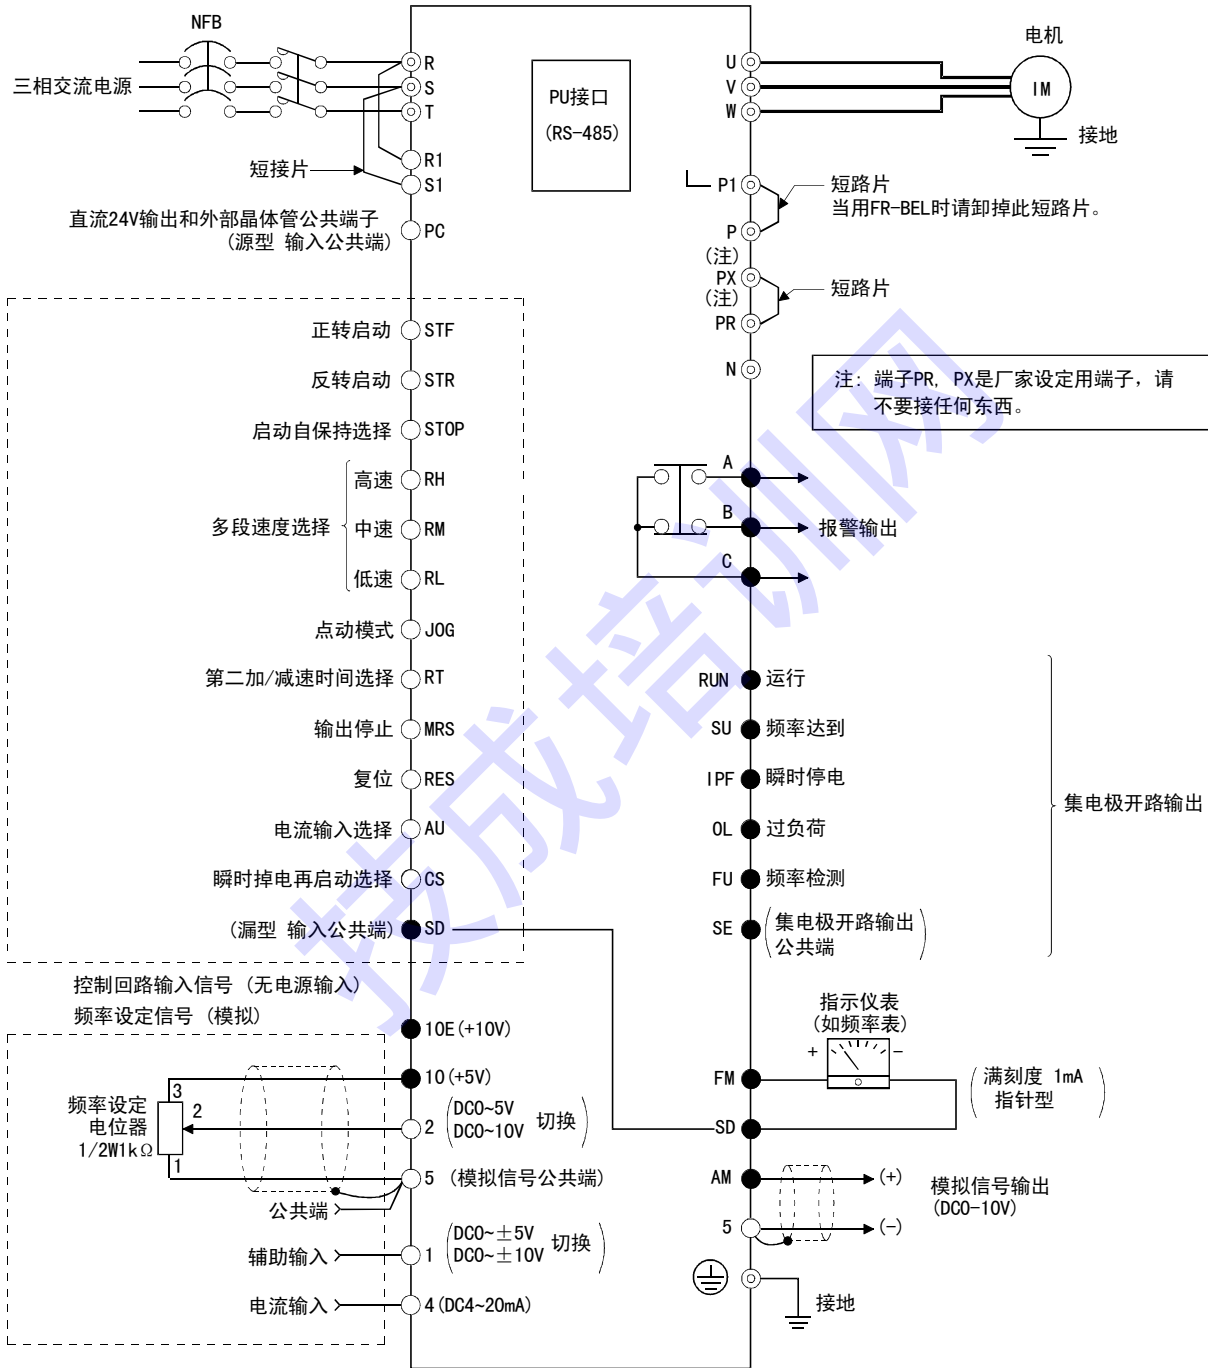 NFB
三相交流电源
R
S
T
R1
S1
短接片
直流24V输出和外部晶体管公共端子
(源型 输入公共端)
PC
PU接口
(RS-485)
电机
U
V
W
IM
接地
P1
短路片
当用FR-BEL时请卸掉此短路片。
P
(注)
PX
(注)
短路片
PR
N
注: 端子PR, PX是厂家设定用端子，请
不要接任何东西。
正转启动 STF
反转启动 STR
启动自保持选择 STOP
多段速度选择
高速 RH
中速 RM
低速 RL
点动模式 JOG
第二加/减速时间选择 RT
输出停止 MRS
复位 RES
电流输入选择 AU
瞬时掉电再启动选择 CS
(漏型 输入公共端) SD
控制回路输入信号 (无电源输入)
频率设定信号 (模拟)
A
B
C
报警输出
RUN 运行
SU 频率达到
IPF 瞬时停电
OL 过负荷
FU 频率检测
SE (集电极开路输出
公共端)
集电极开路输出
10E(+10V)
10(+5V)
3
2
1
频率设定
电位器
1/2W1kΩ
2 (DC0~5V
DC0~10V 切换)
5 (模拟信号公共端)
公共端
辅助输入
1 (DC0~±5V
DC0~±10V 切换)
电流输入
4(DC4~20mA)
指示仪表
(如频率表)
+
-
FM
(满刻度 1mA
指针型)
SD
AM
(+)
模拟信号输出
(DC0-10V)
5
(-)
接地
技成培训网